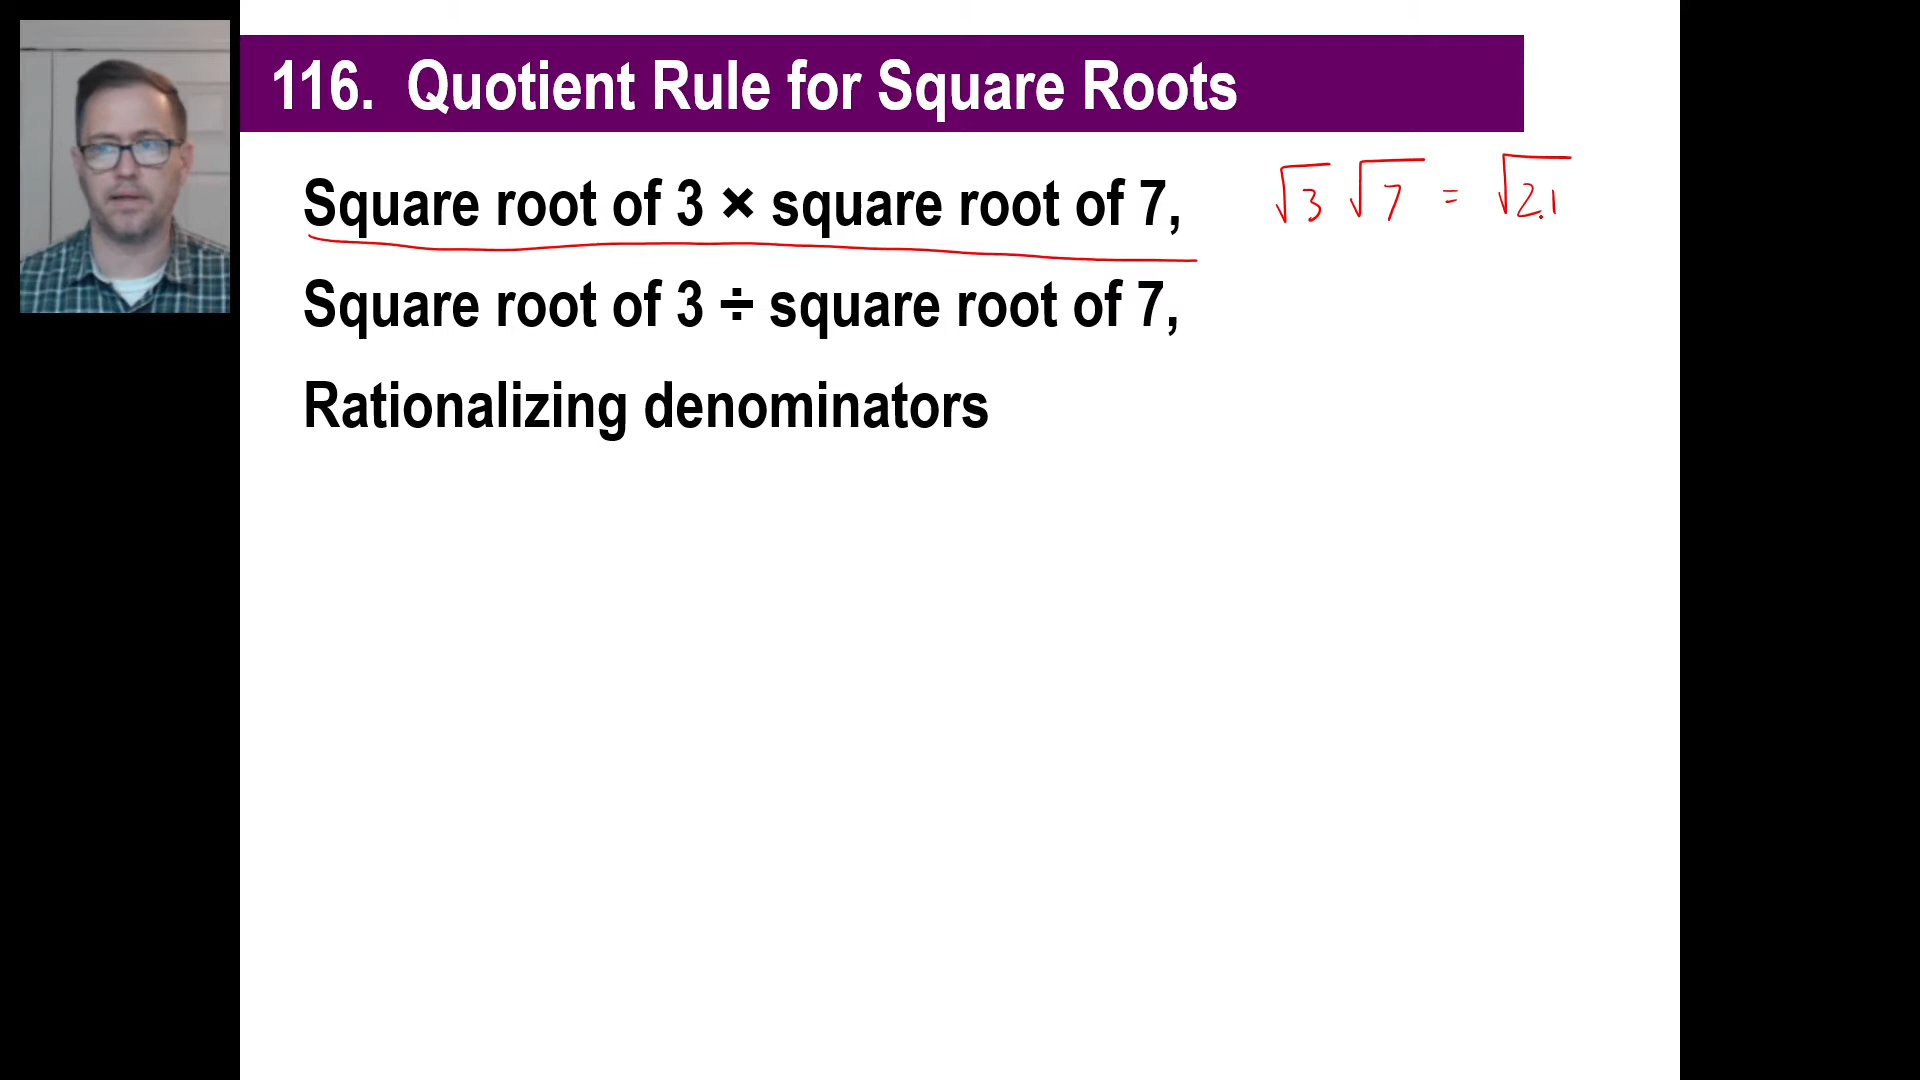 116. Quotient Rule for Square Roots
Square root of 3 × square root of 7, √3 √7 = √21
Square root of 3 ÷ square root of 7,
Rationalizing denominators